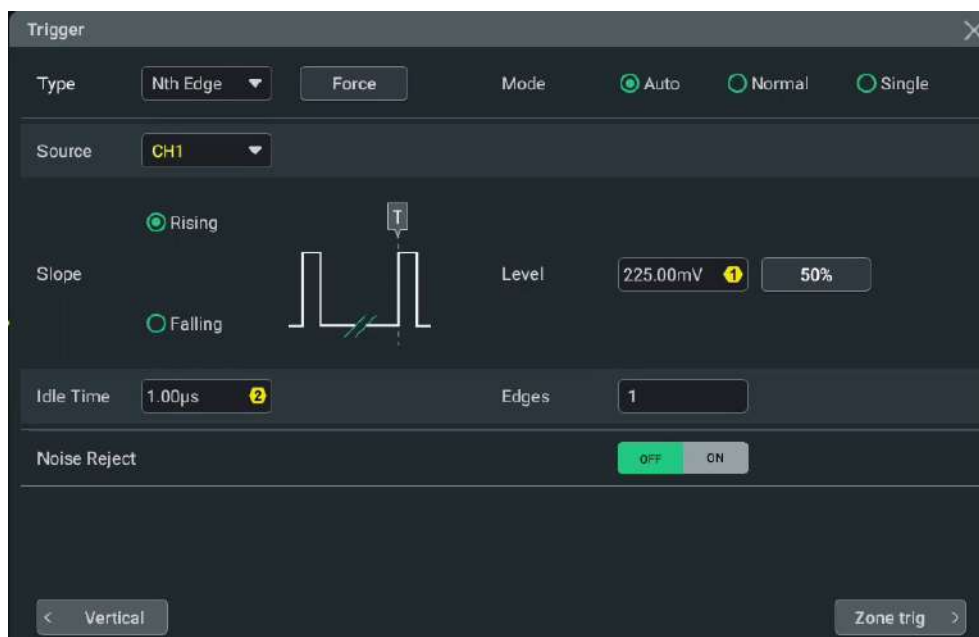 Trigger
Type Nth Edge Force Mode Auto Normal Single
Source CH1
Rising
T
Slope Level 225.00mV 1 50%
Falling
Idle Time 1.00µs 2 Edges 1
Noise Reject OFF ON
< Vertical Zone trig >